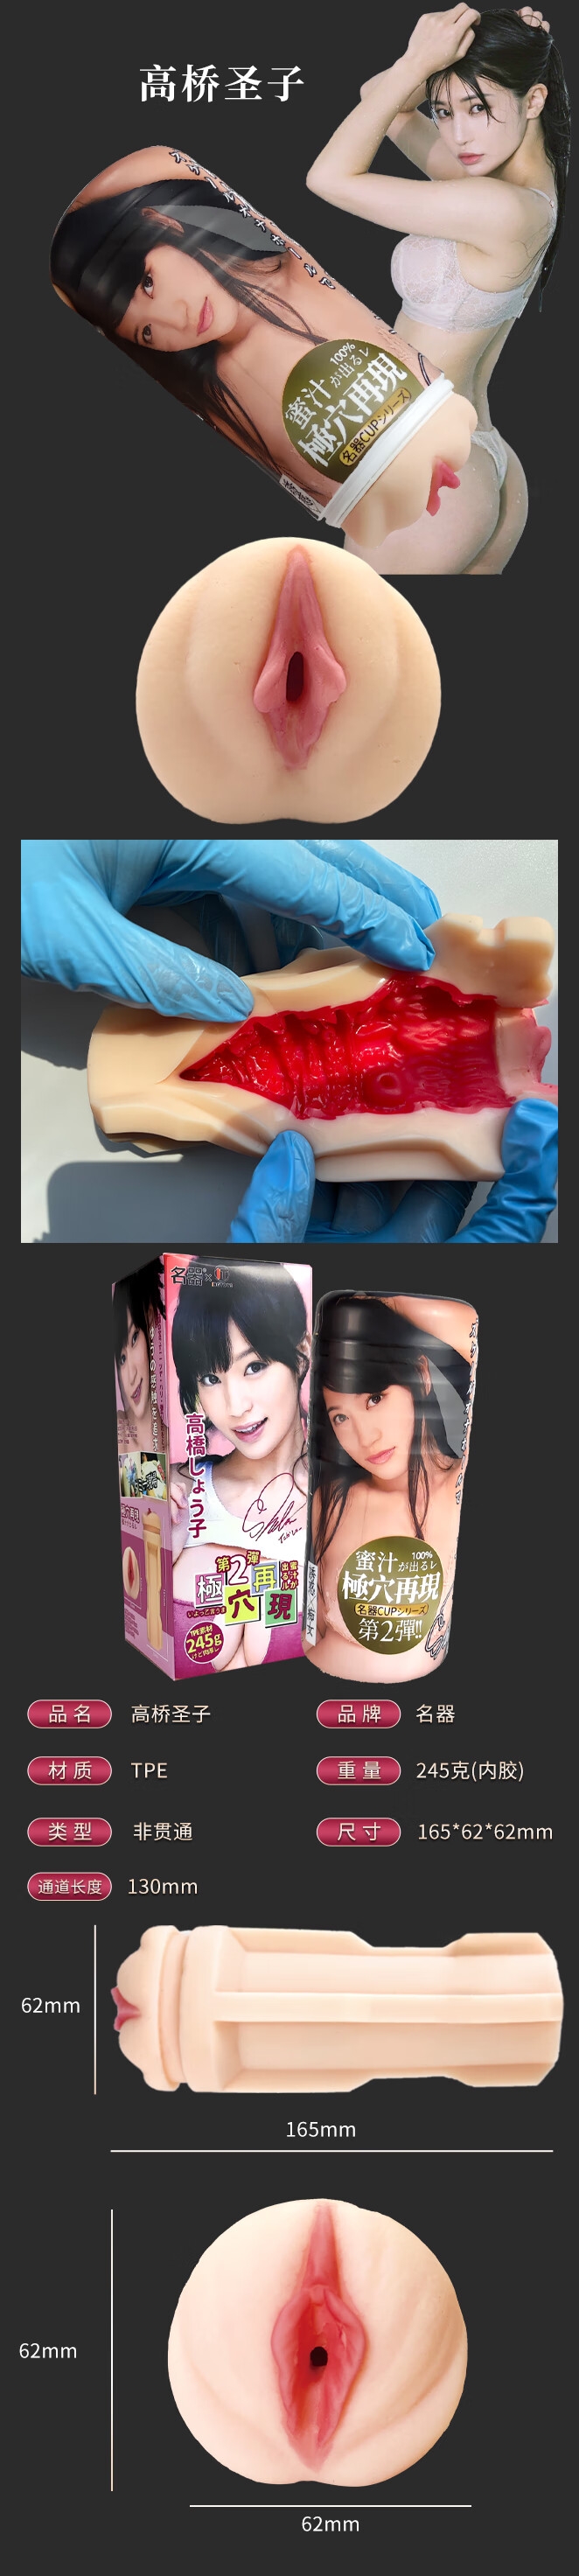 高桥圣子
100%
蜜汁
が出るレ
極穴再現
名器CUPシリーズ
名器
高橋しょう子
第2弾
極穴再現
TPE素材
245g
蜜汁
100%
が出るレ
極穴再現
名器CUPシリーズ
第2彈!!
品名 高桥圣子
品牌 名器
材质 TPE
重量 245克(内胶)
类型 非贯通
尺寸 165*62*62mm
通道长度 130mm
62mm
165mm
62mm
62mm